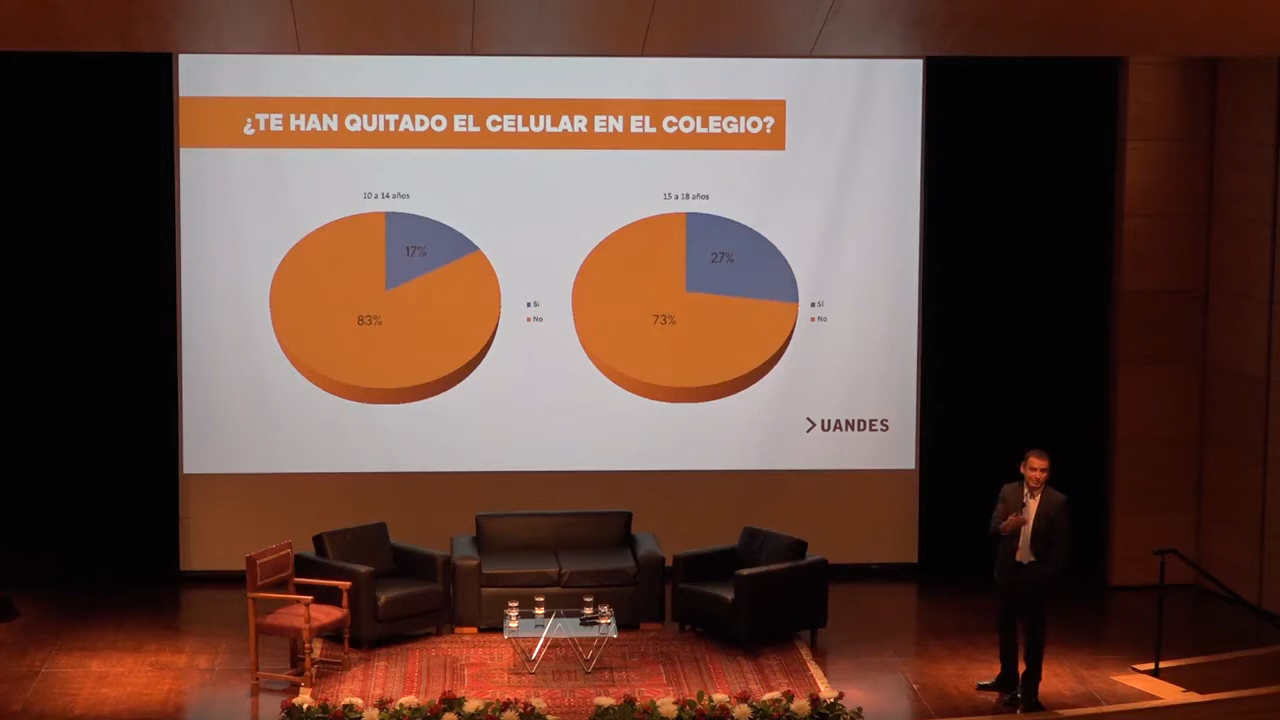 ¿TE HAN QUITADO EL CELULAR EN EL COLEGIO?
10 a 14 años
17%
83%
Sí
No
15 a 18 años
27%
73%
Sí
No
UANDES